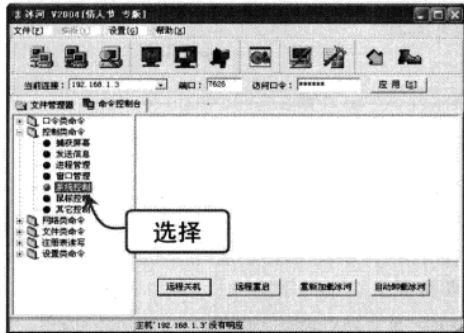 冰河 V2004[情人节 专版]
文件[F] 编辑[E] 设置[G] 帮助[X]
当前连接： 192.168.1.3 端口： 7626 访问口令： ****** 应用[S]
文件管理器 命令控制台
口令类命令
控制类命令
捕获屏幕
发送信息
进程管理
窗口管理
系统控制
鼠标控制
其它控制
网络类命令
文件类命令
注册表读写
设置类命令
选择
远程关机 远程重启 重新加载冰河 自动卸载冰河
主机'192.168.1.3'没有响应